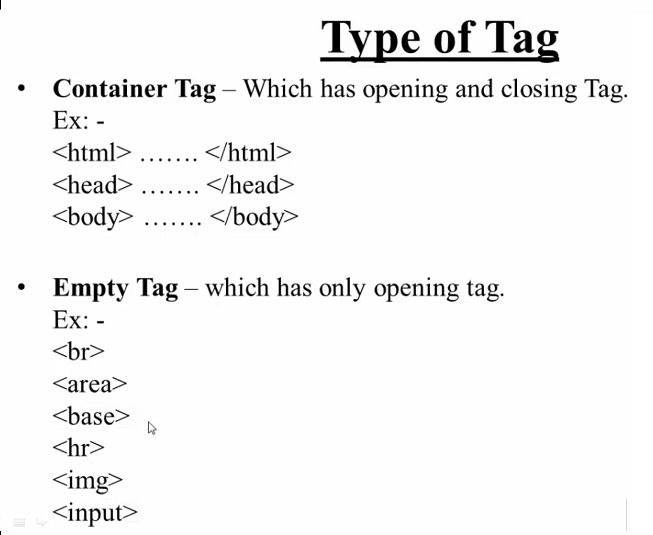 Type of Tag
• Container Tag – Which has opening and closing Tag.
Ex: -
<html> ....... </html>
<head> ....... </head>
<body> ....... </body>
• Empty Tag – which has only opening tag.
Ex: -
<br>
<area>
<base>
<hr>
<img>
<input>